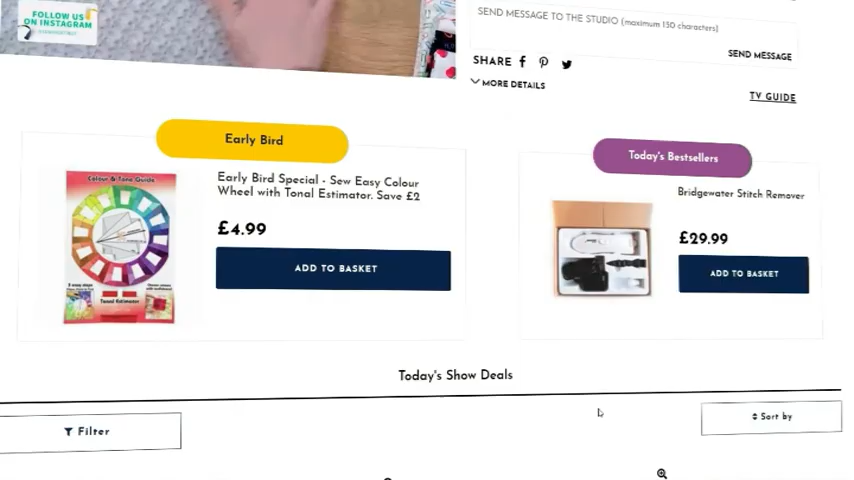 FOLLOW US
ON INSTAGRAM
SEND MESSAGE TO THE STUDIO (maximum 150 characters)
SEND MESSAGE
SHARE
MORE DETAILS
TV GUIDE
Early Bird
Today's Bestsellers
Colour & Tone Guide
Early Bird Special - Sew Easy Colour
Wheel with Tonal Estimator. Save £2
£4.99
ADD TO BASKET
Tonal Estimator
Bridgewater Stitch Remover
£29.99
ADD TO BASKET
Today's Show Deals
Filter
Sort by